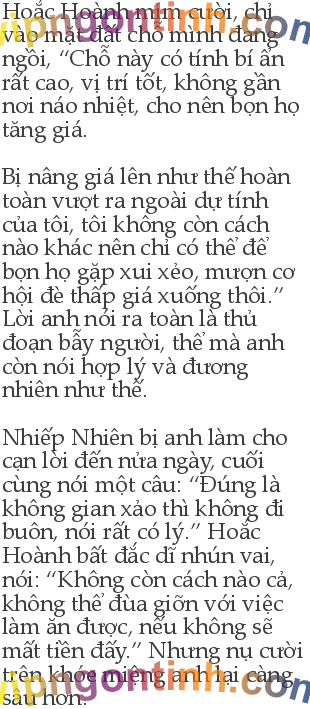 Hoắc Hoành mỉm cười, chỉ
vào mặt đất chỗ mình đang
ngồi, “Chỗ này có tính bí ẩn
rất cao, vị trí tốt, không gần
nơi náo nhiệt, cho nên bọn họ
tăng giá.
Bị nâng giá lên như thế hoàn
toàn vượt ra ngoài dự tính
của tôi, tôi không còn cách
nào khác nên chỉ có thể để
bọn họ gặp xui xẻo, mượn cơ
hội đè thấp giá xuống thôi.”
Lời anh nói ra toàn là thủ
đoạn bẫy người, thể mà anh
còn nói hợp lý và đương
nhiên như thế.
Nhiếp Nhiên bị anh làm cho
cạn lời đến nửa ngày, cuối
cùng nói một câu: “Đúng là
không gian xảo thì không đi
buôn, nói rất có lý.” Hoắc
Hoành bất đắc dĩ nhún vai,
nói: “Không còn cách nào cả,
không thể đùa giỡn với việc
làm ăn được, nếu không sẽ
mất tiền đấy.” Nhưng nụ cười
trên khóe miệng anh lại càng
sâu hơn.
vipngontinh.com
vipngontinh.com